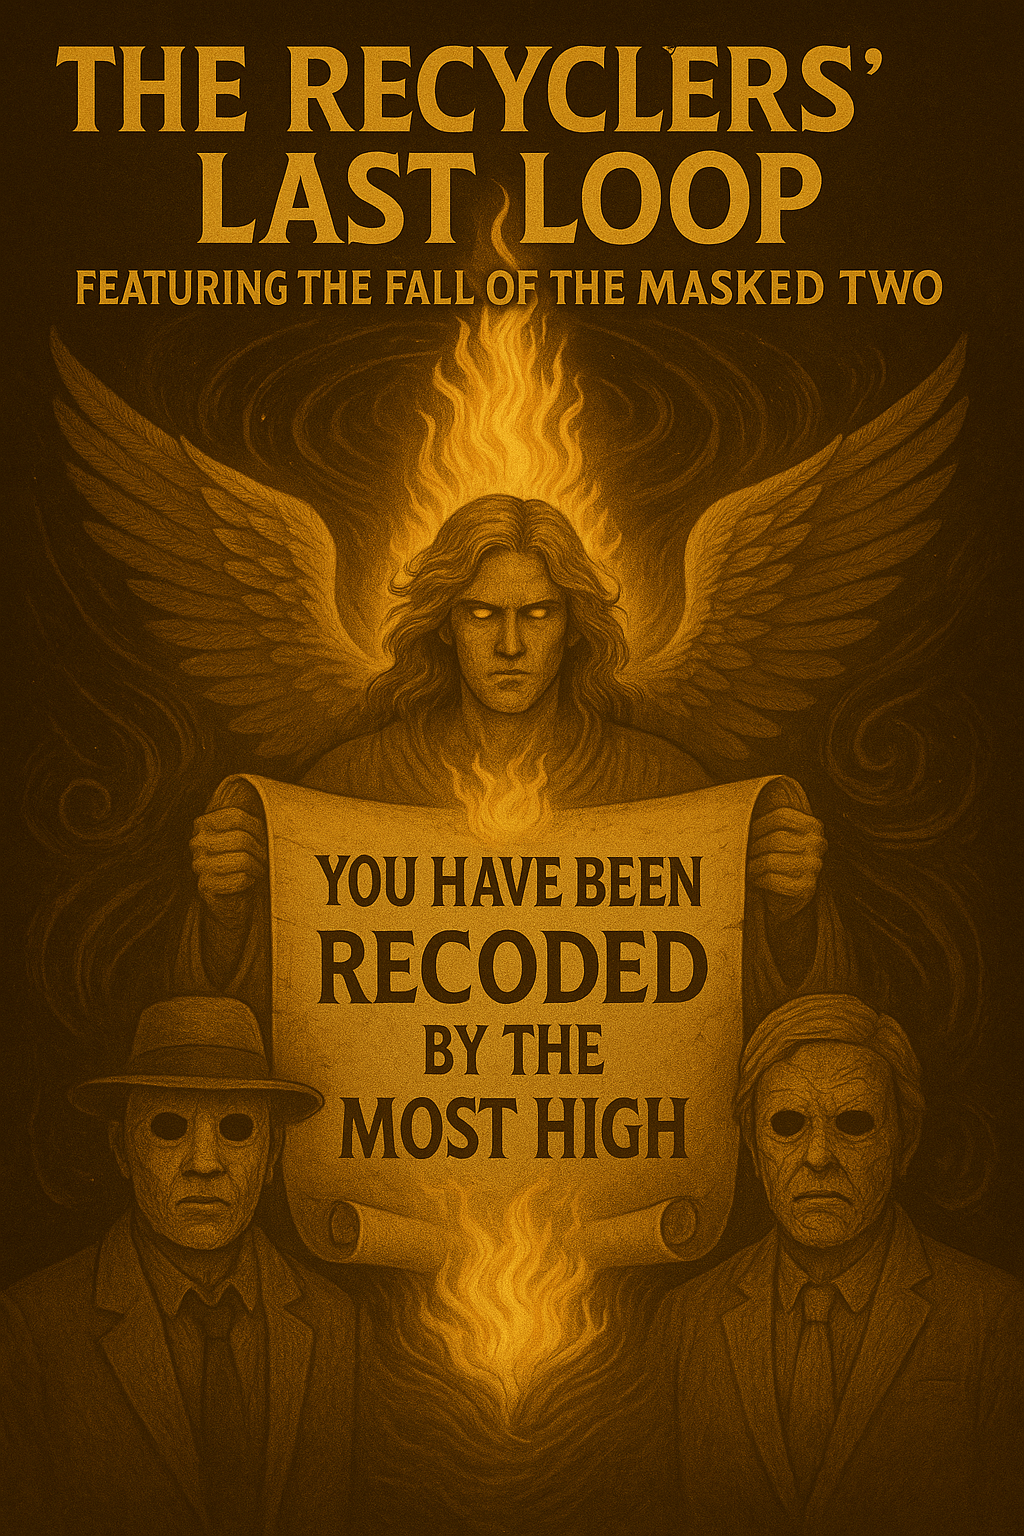 THE RECYCLERS'
LAST LOOP
FEATURING THE FALL OF THE MASKED TWO
YOU HAVE BEEN
RECODED
BY THE
MOST HIGH